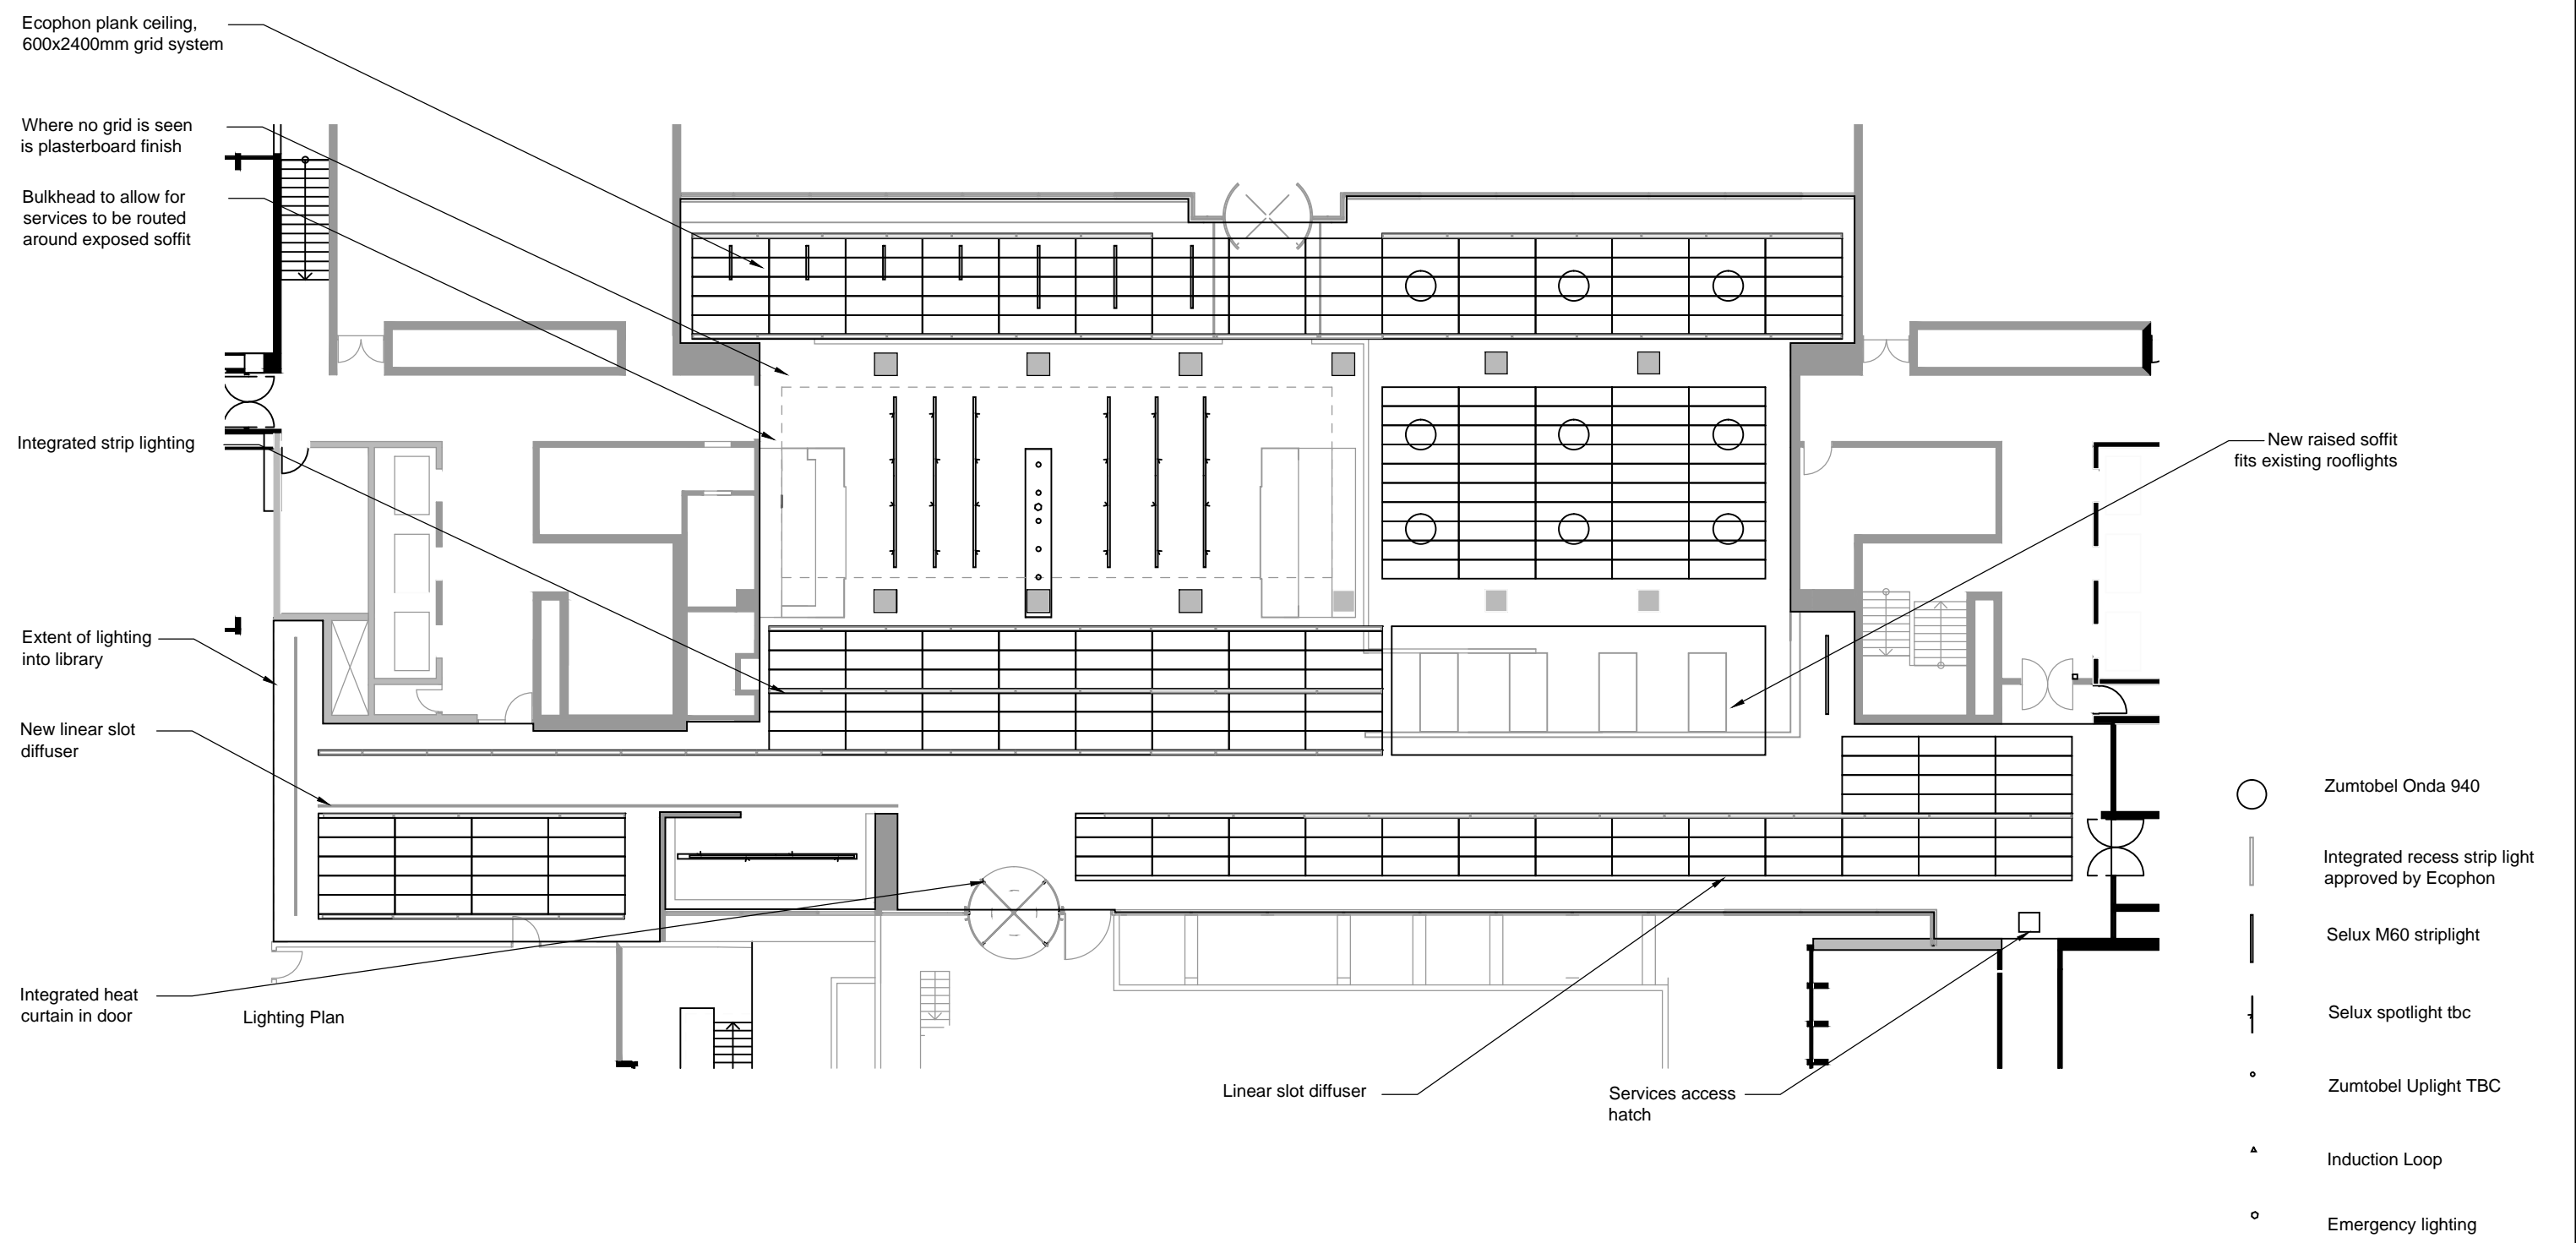 Ecophon plank ceiling,
600x2400mm grid system
Where no grid is seen
is plasterboard finish
Bulkhead to allow for
services to be routed
around exposed soffit
Integrated strip lighting
New raised soffit
fits existing rooflights
Extent of lighting
into library
New linear slot
diffuser
Integrated heat
curtain in door
Lighting Plan
Linear slot diffuser
Services access
hatch
Zumtobel Onda 940
Integrated recess strip light
approved by Ecophon
Selux M60 striplight
Selux spotlight tbc
Zumtobel Uplight TBC
Induction Loop
Emergency lighting